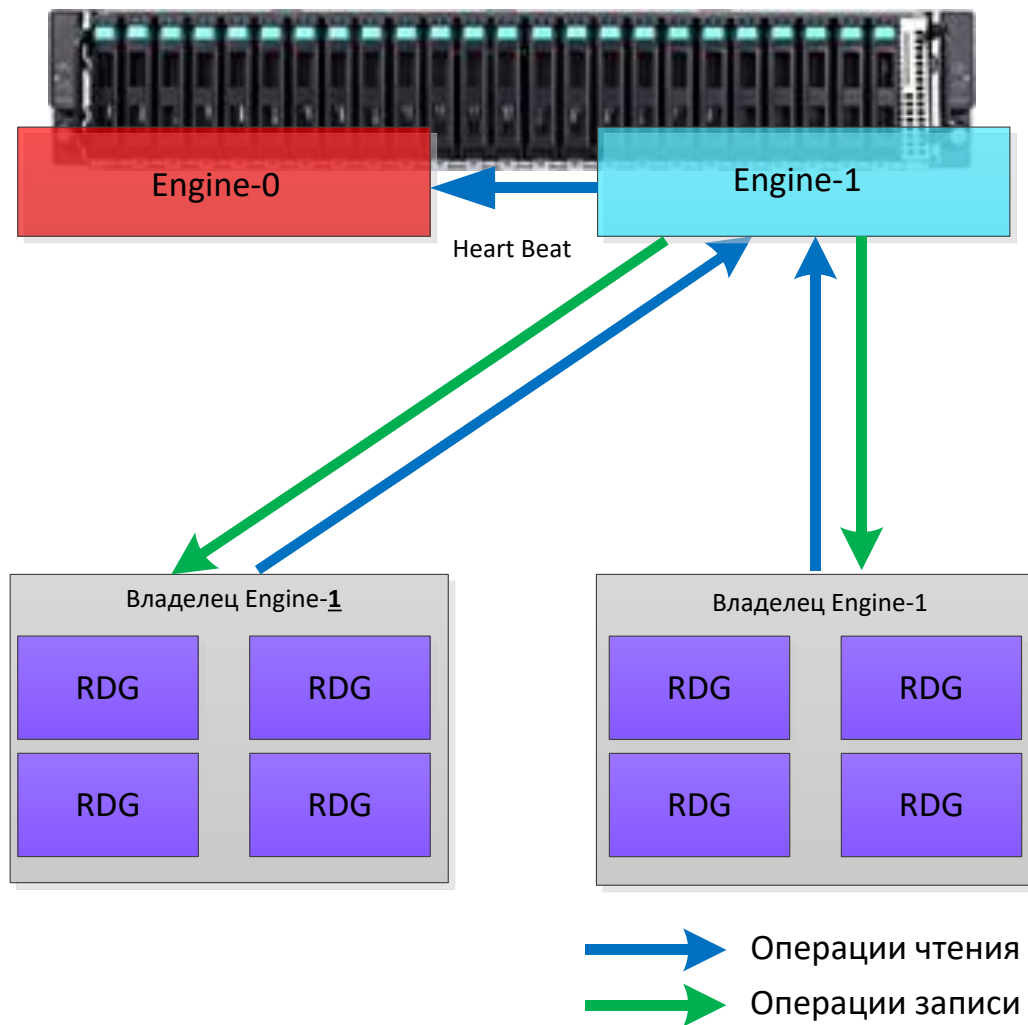 Engine-0
Engine-1
Heart Beat
Владелец Engine-1
RDG
RDG
RDG
RDG
Владелец Engine-1
RDG
RDG
RDG
RDG
Операции чтения
Операции записи